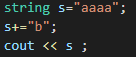 string s="aaaa";
s+="b";
cout << s ;